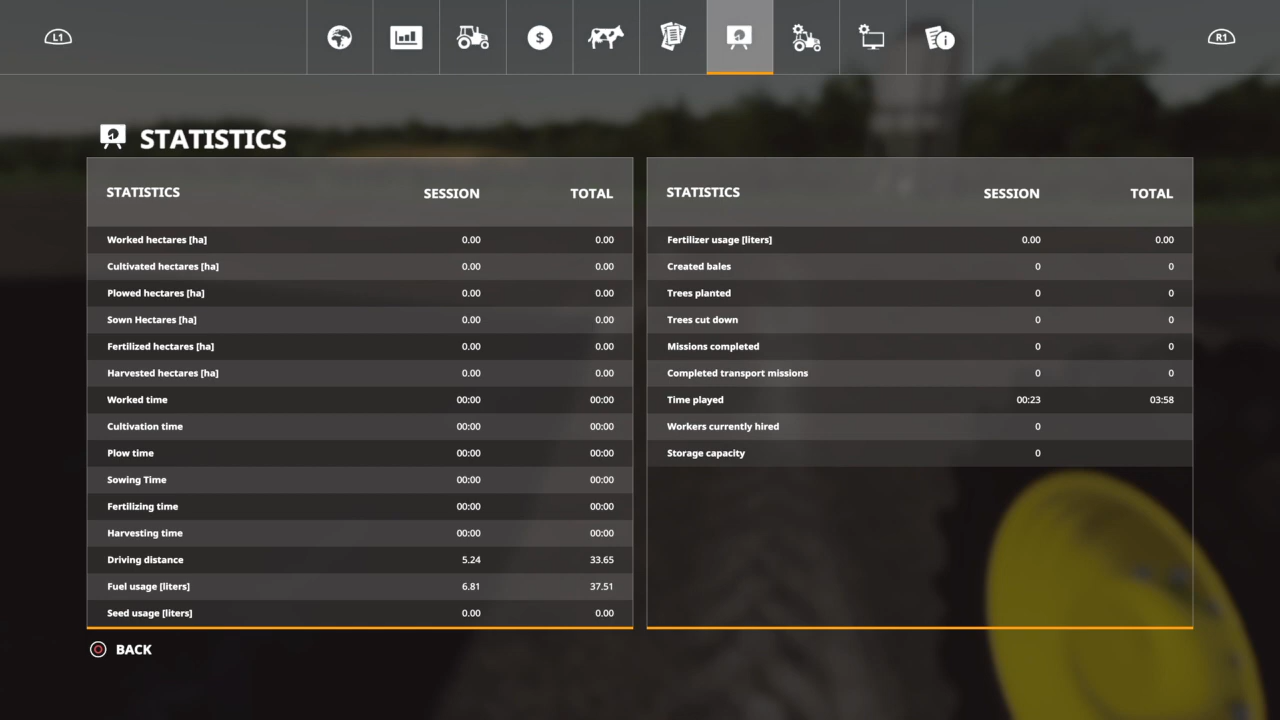 L1
R1
STATISTICS
STATISTICS SESSION TOTAL
Worked hectares [ha] 0.00 0.00
Cultivated hectares [ha] 0.00 0.00
Plowed hectares [ha] 0.00 0.00
Sown Hectares [ha] 0.00 0.00
Fertilized hectares [ha] 0.00 0.00
Harvested hectares [ha] 0.00 0.00
Worked time 00:00 00:00
Cultivation time 00:00 00:00
Plow time 00:00 00:00
Sowing Time 00:00 00:00
Fertilizing time 00:00 00:00
Harvesting time 00:00 00:00
Driving distance 5.24 33.65
Fuel usage [liters] 6.81 37.51
Seed usage [liters] 0.00 0.00
STATISTICS SESSION TOTAL
Fertilizer usage [liters] 0.00 0.00
Created bales 0 0
Trees planted 0 0
Trees cut down 0 0
Missions completed 0 0
Completed transport missions 0 0
Time played 00:23 03:58
Workers currently hired 0
Storage capacity 0
BACK